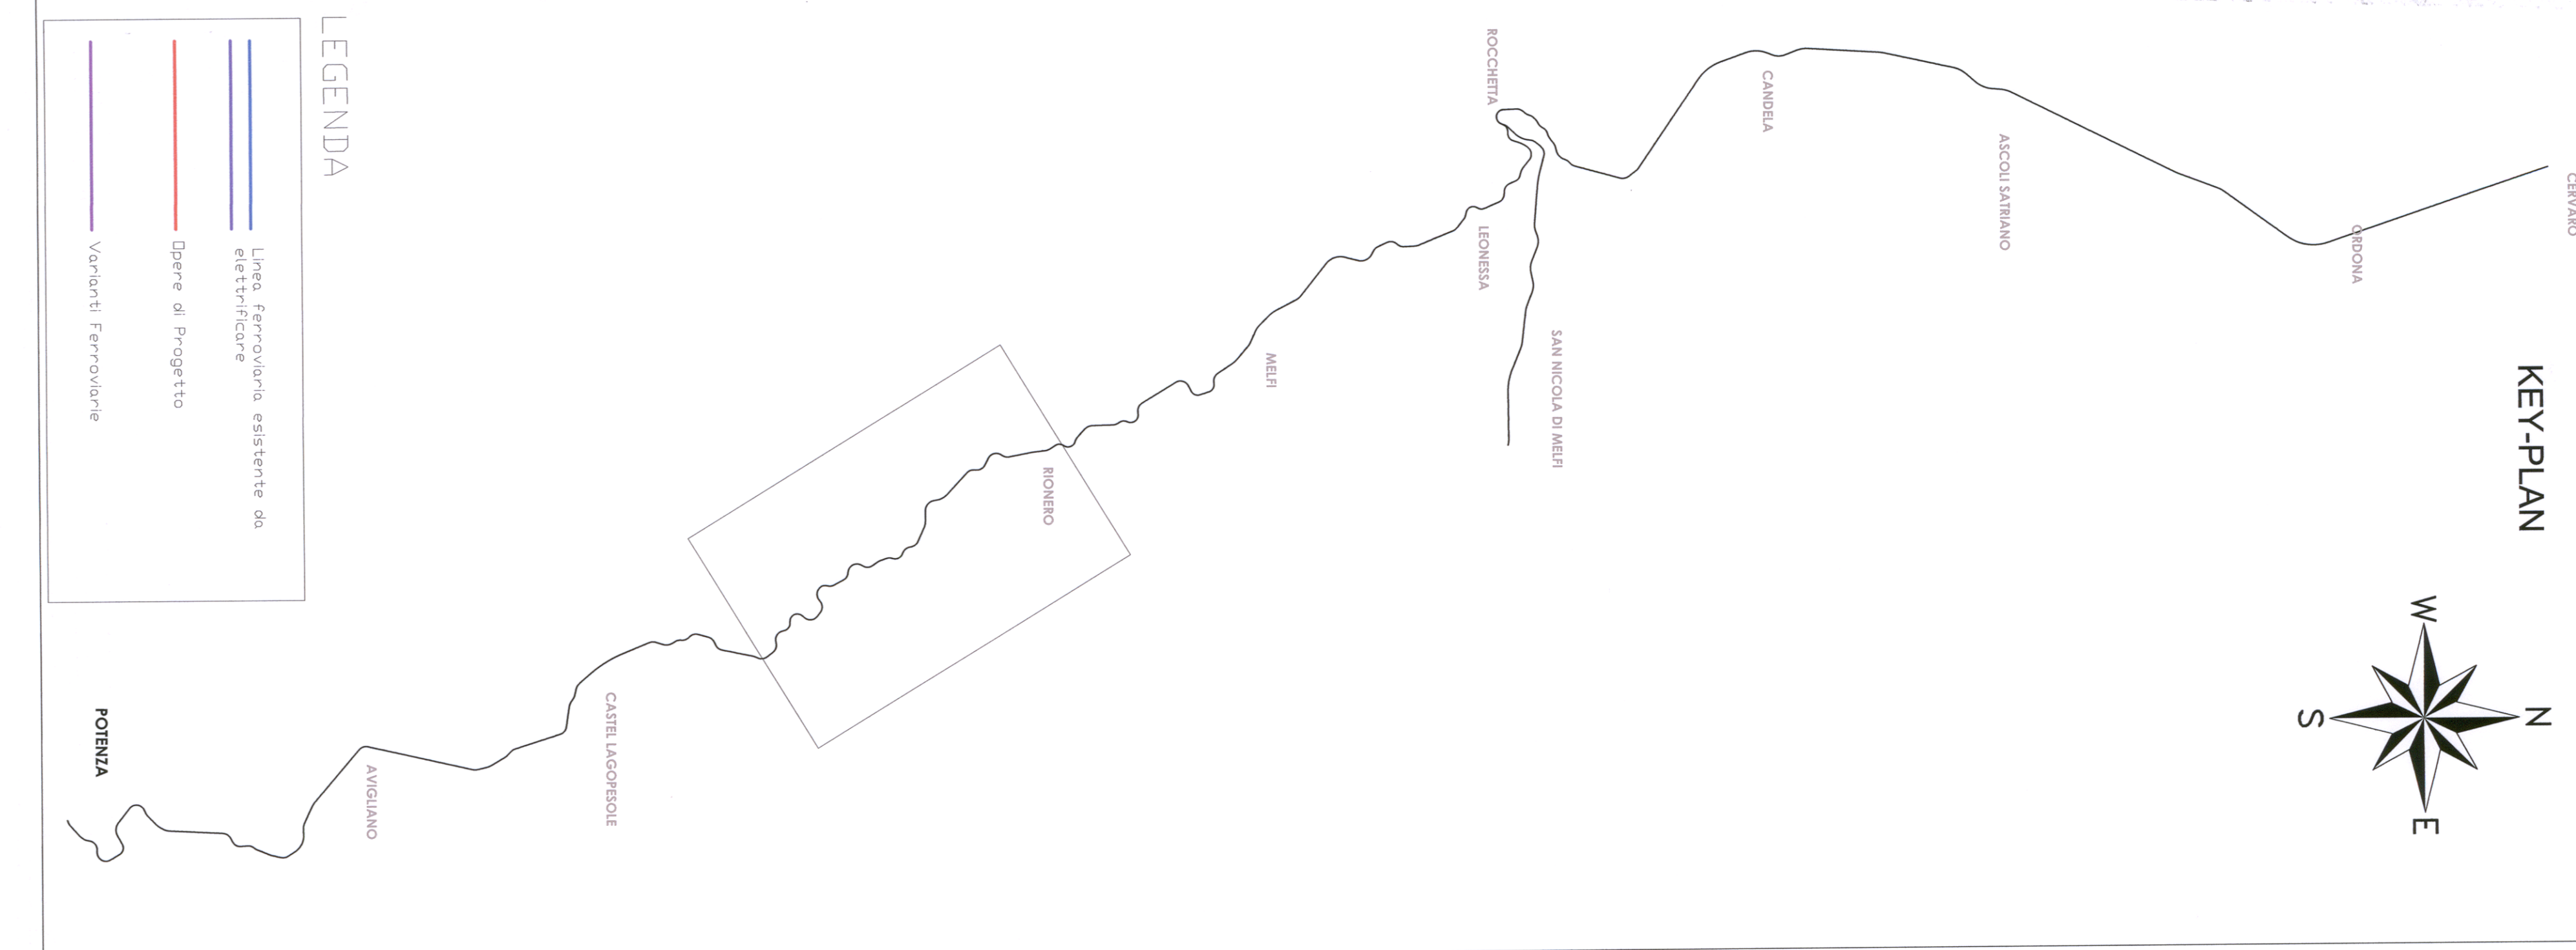 CERVARO
KEY-PLAN
N
W
E
S
ORDONA
ASCOLI SATRIANO
CANDELA
SAN NICOLA DI MELFI
ROCCHETTA
LEONESSA
MELFI
RIONERO
CASTEL LAGOPESOLE
AVIGLIANO
POTENZA
LEGENDA
Linea ferroviaria esistente da
elettrificare
Opere di Progetto
Varianti Ferroviarie